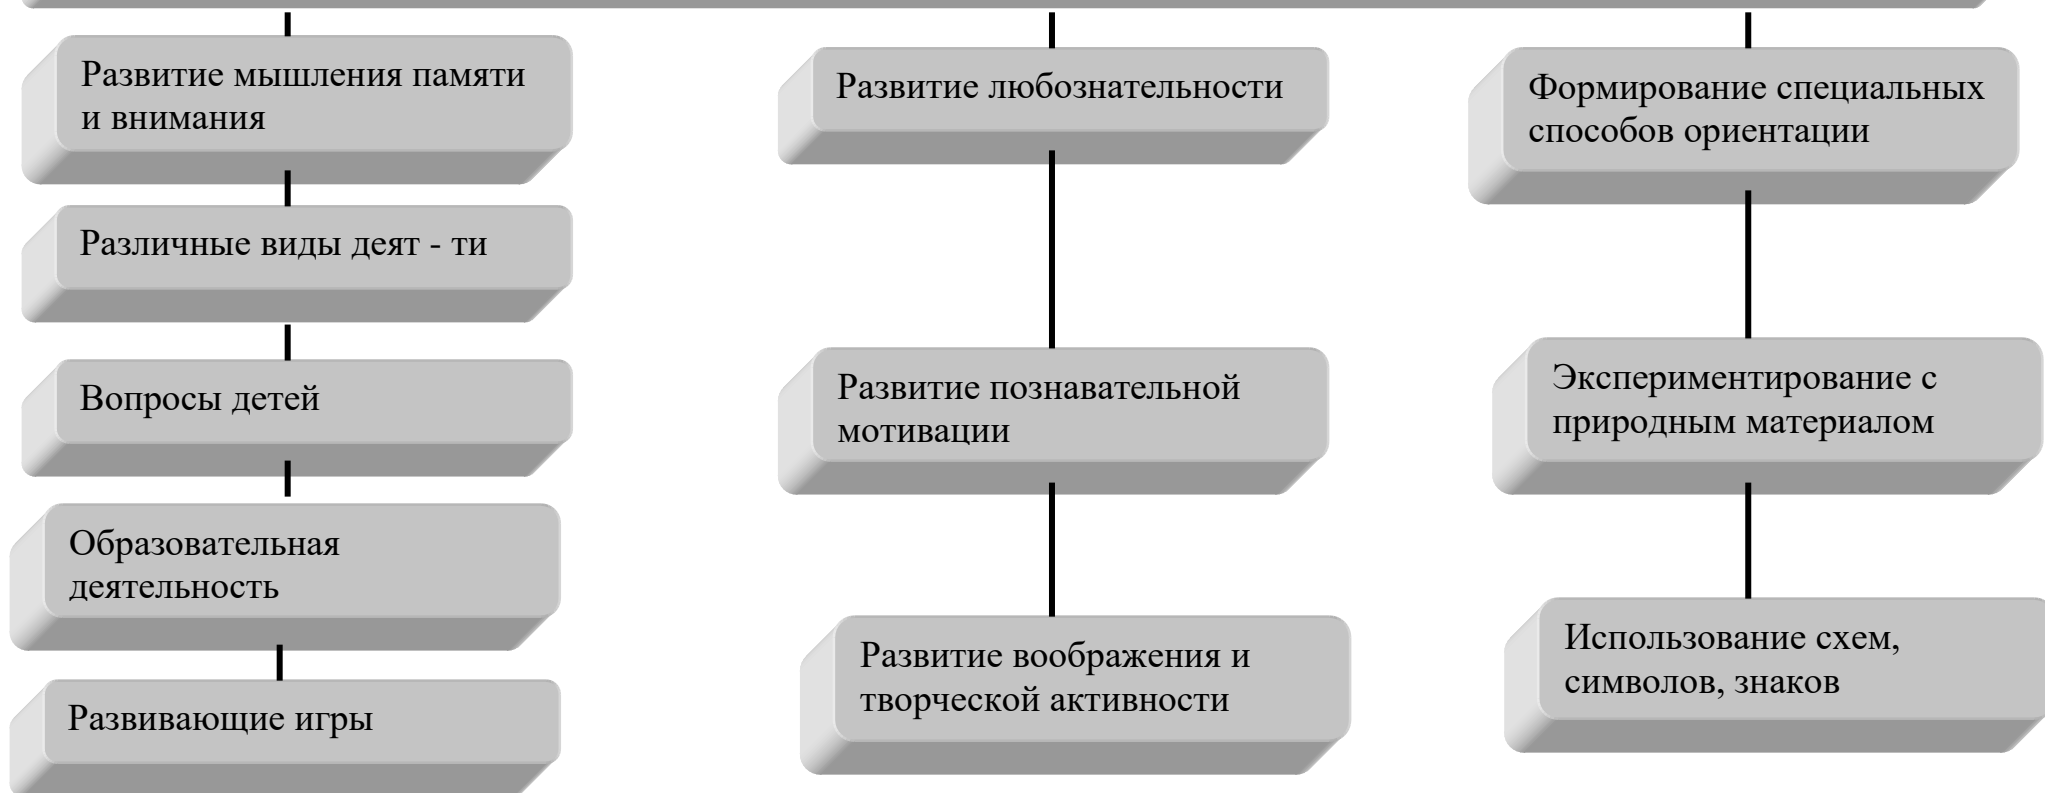 Развитие мышления памяти
и внимания
Различные виды деят - ти
Вопросы детей
Образовательная
деятельность
Развивающие игры
Развитие любознательности
Развитие познавательной
мотивации
Развитие воображения и
творческой активности
Формирование специальных
способов ориентации
Экспериментирование с
природным материалом
Использование схем,
символов, знаков